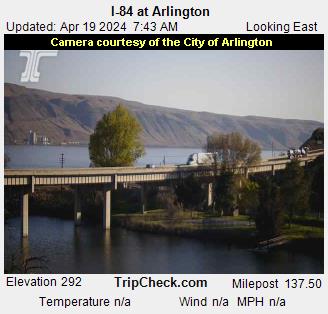 I-84 at Arlington
Updated: Apr 19 2024 7:43 AM Looking East
Camera courtesy of the City of Arlington
Elevation 292 TripCheck.com Milepost 137.50
Temperature n/a Wind n/a MPH n/a